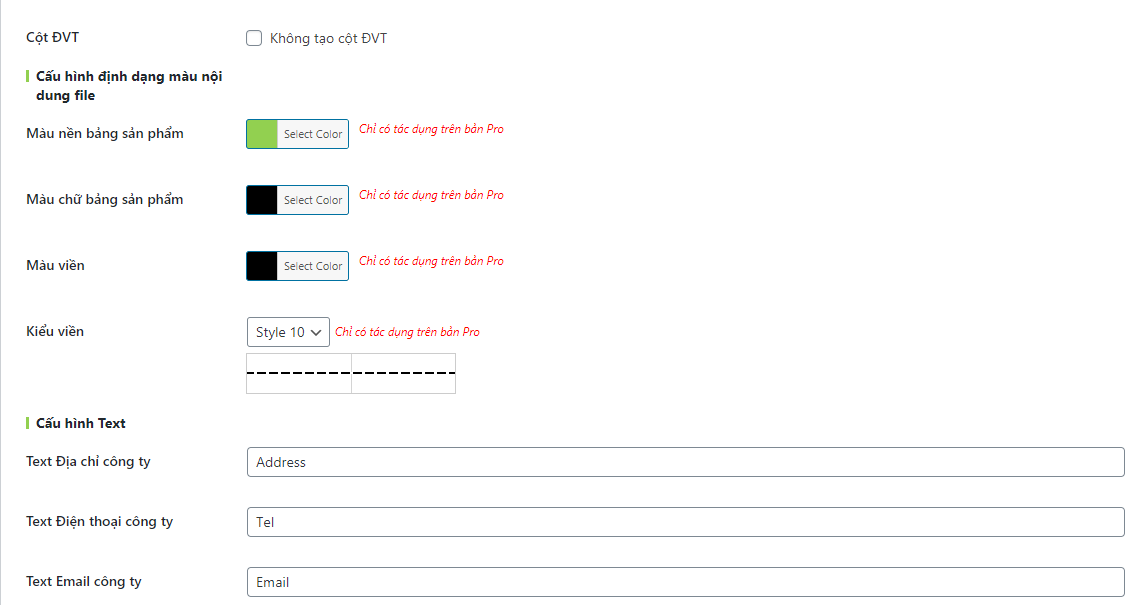 Cột ĐVT
Không tạo cột ĐVT
Cấu hình định dạng màu nội
dung file
Màu nền bảng sản phẩm
Select Color
Chỉ có tác dụng trên bản Pro
Màu chữ bảng sản phẩm
Select Color
Chỉ có tác dụng trên bản Pro
Màu viền
Select Color
Chỉ có tác dụng trên bản Pro
Kiểu viền
Style 10
Chỉ có tác dụng trên bản Pro
Cấu hình Text
Text Địa chỉ công ty
Address
Text Điện thoại công ty
Tel
Text Email công ty
Email